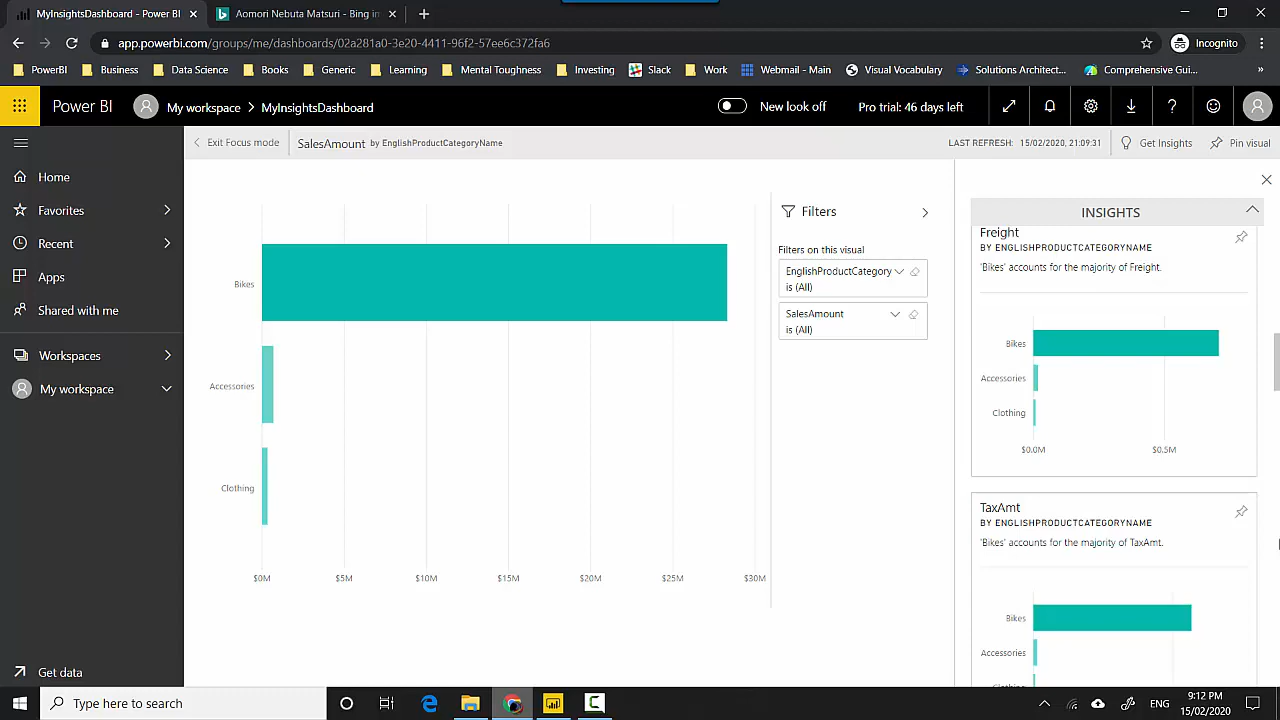 MyInsightsDashboard - Power BI
Aomori Nebuta Matsuri - Bing im
app.powerbi.com/groups/me/dashboards/02a281a0-3e20-4411-96f2-57ee6c372fa6
Incognito
PowerBI
Business
Data Science
Books
Generic
Learning
Mental Toughness
Investing
Slack
Work
Webmail - Main
Visual Vocabulary
Solutions Architect...
Comprehensive Gui...
»
Power BI
My workspace > MyInsightsDashboard
New look off
Pro trial: 46 days left
Exit Focus mode
SalesAmount by EnglishProductCategoryName
LAST REFRESH: 15/02/2020, 21:09:31
Get Insights
Pin visual
Home
Favorites
Recent
Apps
Shared with me
Workspaces
My workspace
Get data
Bikes
Accessories
Clothing
$0M
$5M
$10M
$15M
$20M
$25M
$30M
Filters
Filters on this visual
EnglishProductCategory
is (All)
SalesAmount
is (All)
INSIGHTS
Freight
BY ENGLISHPRODUCTCATEGORYNAME
'Bikes' accounts for the majority of Freight.
Bikes
Accessories
Clothing
$0.0M
$0.5M
TaxAmt
BY ENGLISHPRODUCTCATEGORYNAME
'Bikes' accounts for the majority of TaxAmt.
Bikes
Accessories
Type here to search
ENG
9:12 PM
15/02/2020